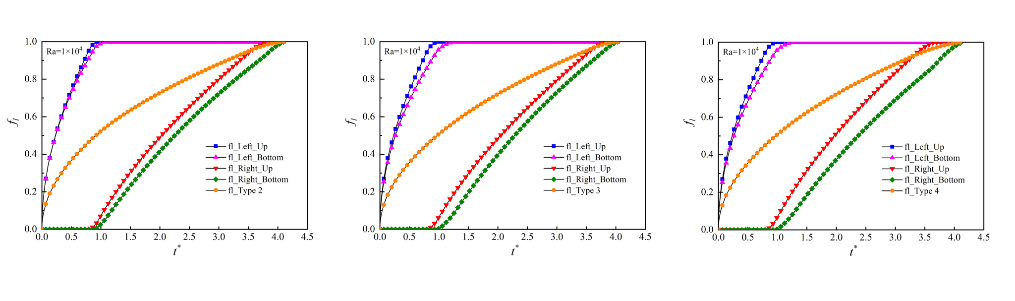 Ra=1×10⁴
1.0
0.8
0.6
0.4
0.2
0.0
f_l
fl_Left_Up
fl_Left_Bottom
fl_Right_Up
fl_Right_Bottom
fl_Type 2
0.0 0.5 1.0 1.5 2.0 2.5 3.0 3.5 4.0 4.5
t*
Ra=1×10⁴
1.0
0.8
0.6
0.4
0.2
0.0
f_l
fl_Left_Up
fl_Left_Bottom
fl_Right_Up
fl_Right_Bottom
fl_Type 3
0.0 0.5 1.0 1.5 2.0 2.5 3.0 3.5 4.0 4.5
t*
Ra=1×10⁴
1.0
0.8
0.6
0.4
0.2
0.0
f_l
fl_Left_Up
fl_Left_Bottom
fl_Right_Up
fl_Right_Bottom
fl_Type 4
0.0 0.5 1.0 1.5 2.0 2.5 3.0 3.5 4.0 4.5
t*